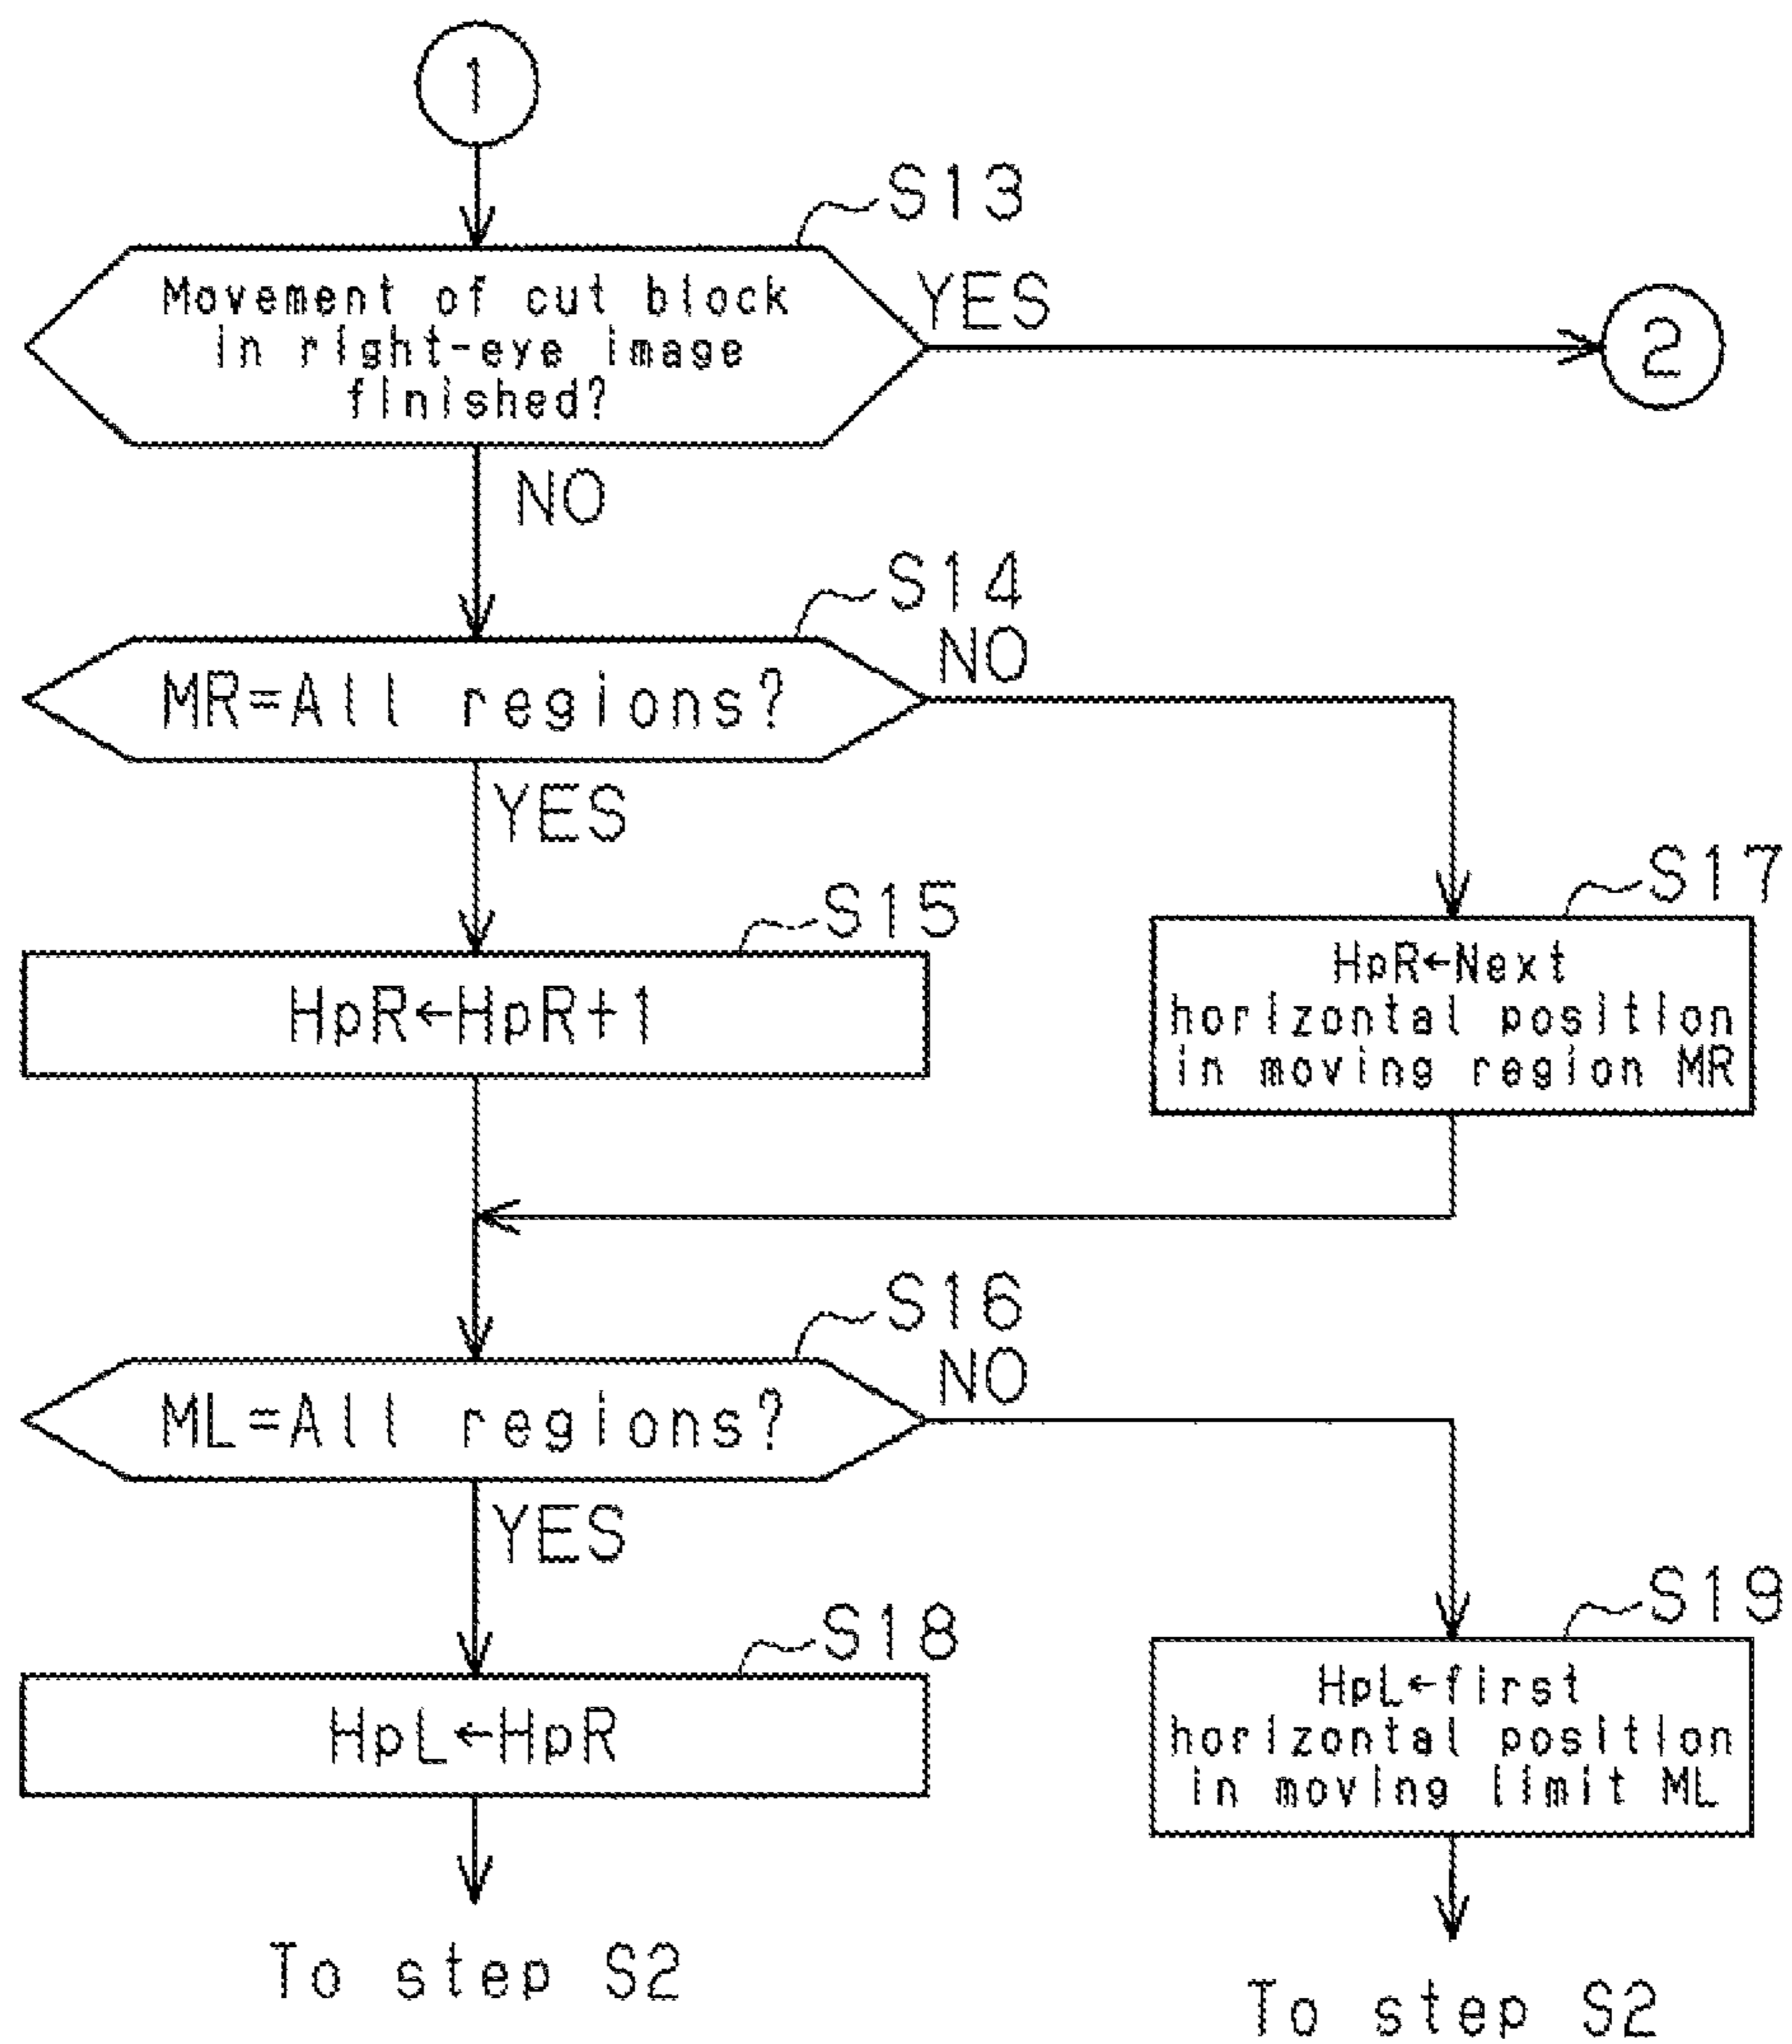 1
S13
Movement of cut block
in right-eye image
finished?
YES
2
NO
S14
MR=All regions?
NO
YES
S15
HpR←HpR+1
S17
HpR←Next
horizontal position
in moving region MR
S16
ML=All regions?
NO
YES
S18
HpL←HpR
S19
HpL←first
horizontal position
in moving limit ML
To step S2
To step S2